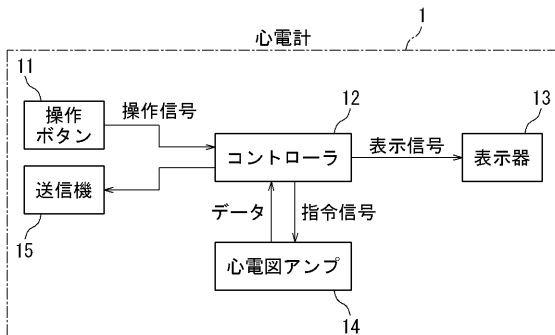 心電計
1
11
操作
ボタン
操作信号
12
コントローラ
表示信号
13
表示器
送信機
15
データ
指令信号
心電図アンプ
14